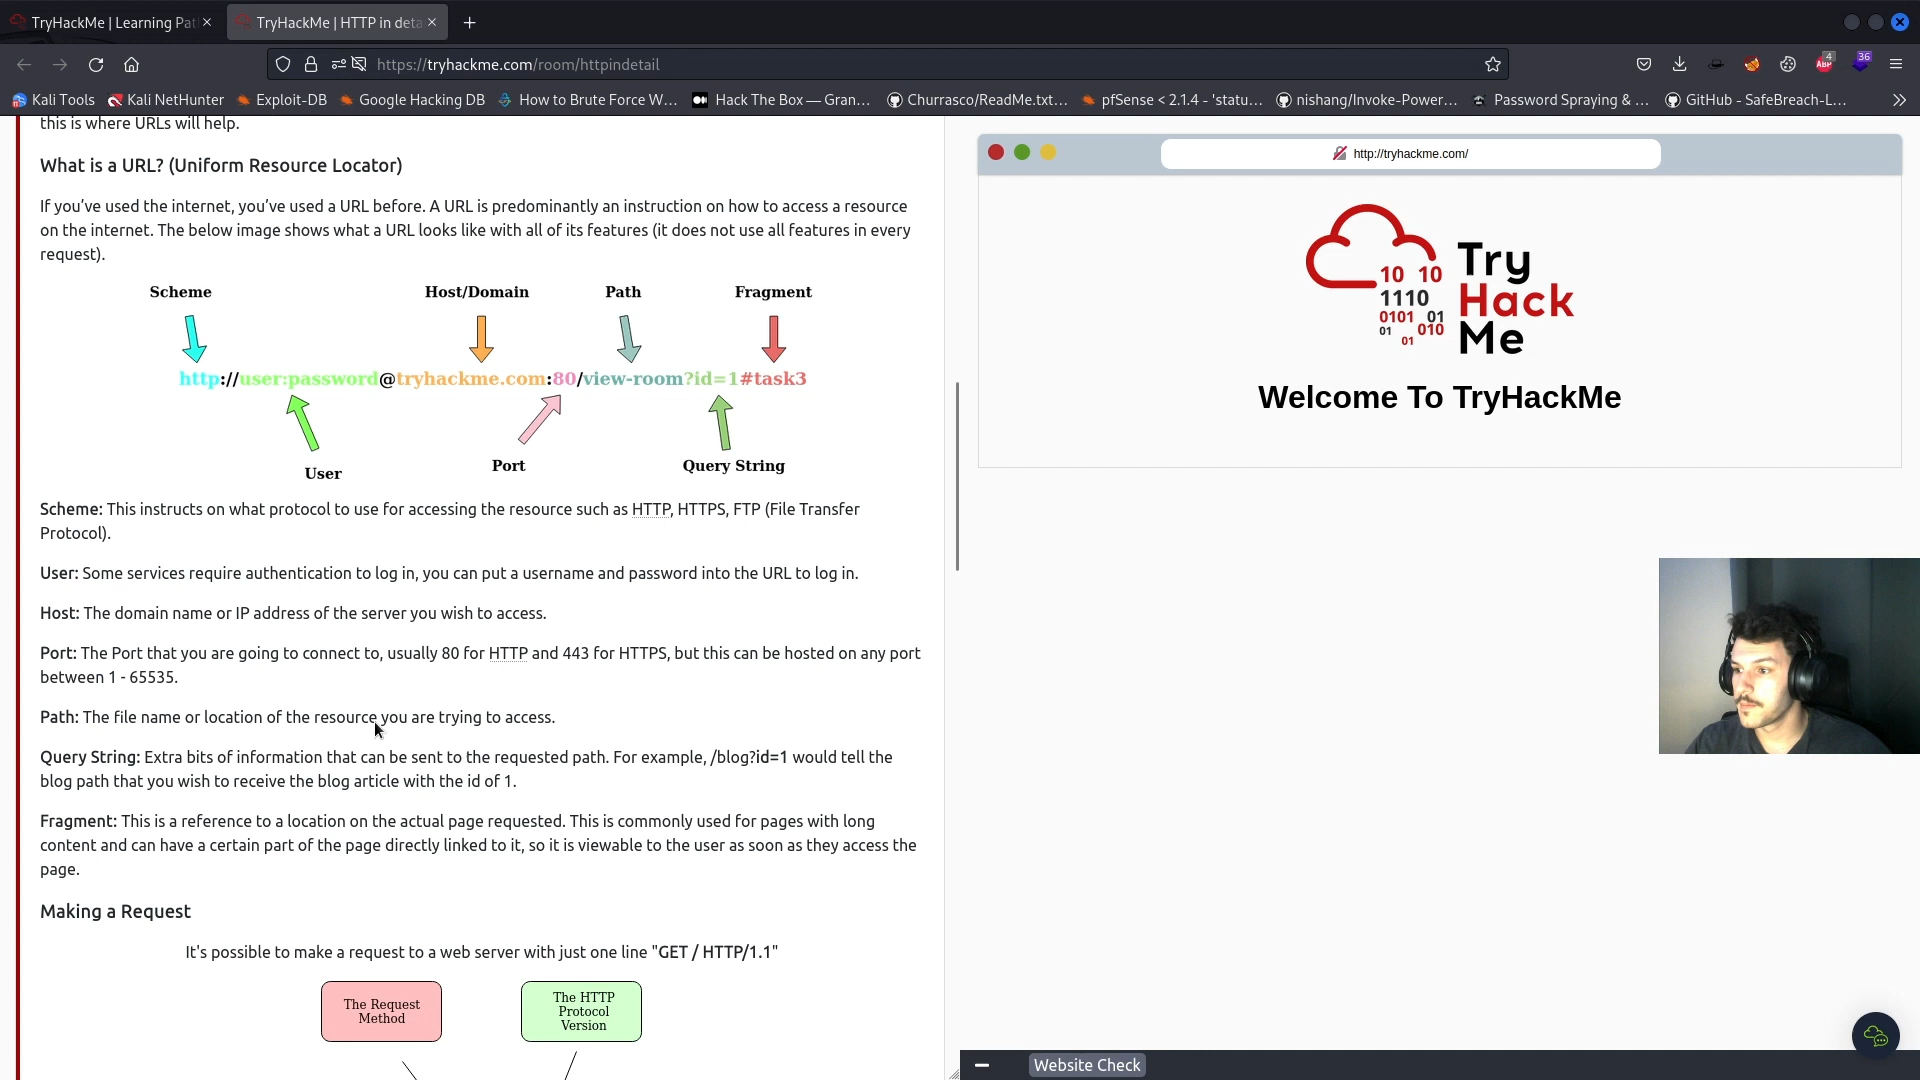 TryHackMe | Learning Pat
TryHackMe | HTTP in deta
https://tryhackme.com/room/httpindetail
4
ABP
36
Kali Tools
Kali NetHunter
Exploit-DB
Google Hacking DB
How to Brute Force W...
Hack The Box — Gran...
Churrasco/ReadMe.txt...
pfSense < 2.1.4 - 'statu...
nishang/Invoke-Power...
Password Spraying & ...
GitHub - SafeBreach-L...
this is where URLs will help.
What is a URL? (Uniform Resource Locator)
If you’ve used the internet, you’ve used a URL before. A URL is predominantly an instruction on how to access a resource
on the internet. The below image shows what a URL looks like with all of its features (it does not use all features in every
request).
Scheme
Host/Domain
Path
Fragment
http://user:password@tryhackme.com:80/view-room?id=1#task3
User
Port
Query String
Scheme: This instructs on what protocol to use for accessing the resource such as HTTP, HTTPS, FTP (File Transfer
Protocol).
User: Some services require authentication to log in, you can put a username and password into the URL to log in.
Host: The domain name or IP address of the server you wish to access.
Port: The Port that you are going to connect to, usually 80 for HTTP and 443 for HTTPS, but this can be hosted on any port
between 1 - 65535.
Path: The file name or location of the resource you are trying to access.
Query String: Extra bits of information that can be sent to the requested path. For example, /blog?id=1 would tell the
blog path that you wish to receive the blog article with the id of 1.
Fragment: This is a reference to a location on the actual page requested. This is commonly used for pages with long
content and can have a certain part of the page directly linked to it, so it is viewable to the user as soon as they access the
page.
Making a Request
It's possible to make a request to a web server with just one line "GET / HTTP/1.1"
The Request
Method
The HTTP
Protocol
Version
http://tryhackme.com/
10 10
1110
0101 01
01 010
01
Try
Hack
Me
Welcome To TryHackMe
Website Check